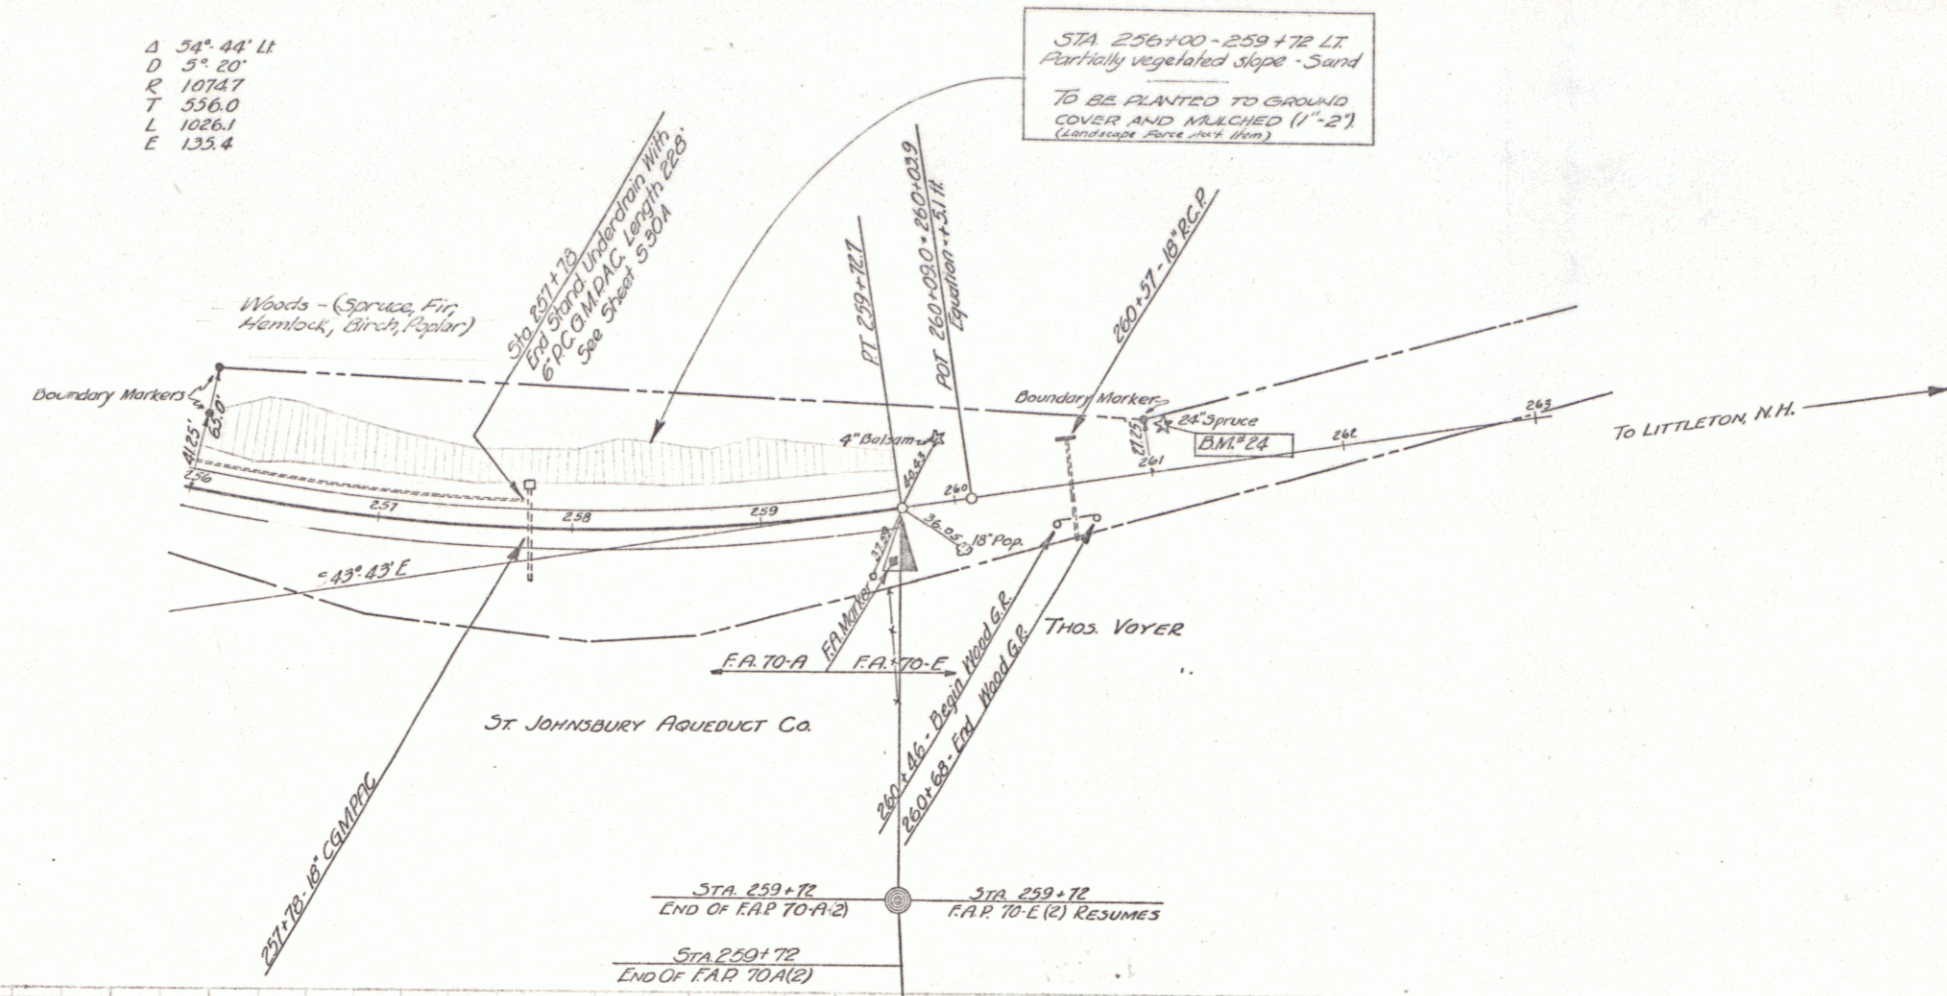 Δ 54°-44' Lt
D 5°-20'
R 1074.7
T 556.0
L 1026.1
E 135.4
STA. 256+00-259+72 LT.
Partially vegetated slope - Sand
TO BE PLANTED TO GROUND
COVER AND MULCHED (1"-2")
(Landscape Force Acc't Item)
Woods - (Spruce, Fir,
Hemlock, Birch, Poplar)
Sta. 257+78
End Stand. Underdrain With
6" P.C.G.M.P.A.C. Length 228'
See Sheet S30A
P.T. 259+72.7
POT 260+09.0 = 260+03.9
Equation = +5.1 ft.
260+57-18" R.C.P.
Boundary Markers
65.0'
41.25'
Boundary Marker
27.25
24" Spruce
B.M. #24
4" Balsam
40.43
256
257
258
259
260
261
262
263
TO LITTLETON, N.H.
36.05
18" Pop.
43°-43' E
F.A. Marker
F.A. 70-A
F.A. 70-E
THOS. VOYER
ST. JOHNSBURY AQUEDUCT CO.
260+46-Begin Wood G.R.
260+68-End Wood G.R.
257+78-18" C.G.M.P.A.C.
STA. 259+72
END OF F.A.P. 70-A(2)
STA. 259+72
F.A.P. 70-E(2) RESUMES
STA. 259+72
END OF F.A.P. 70A(2)